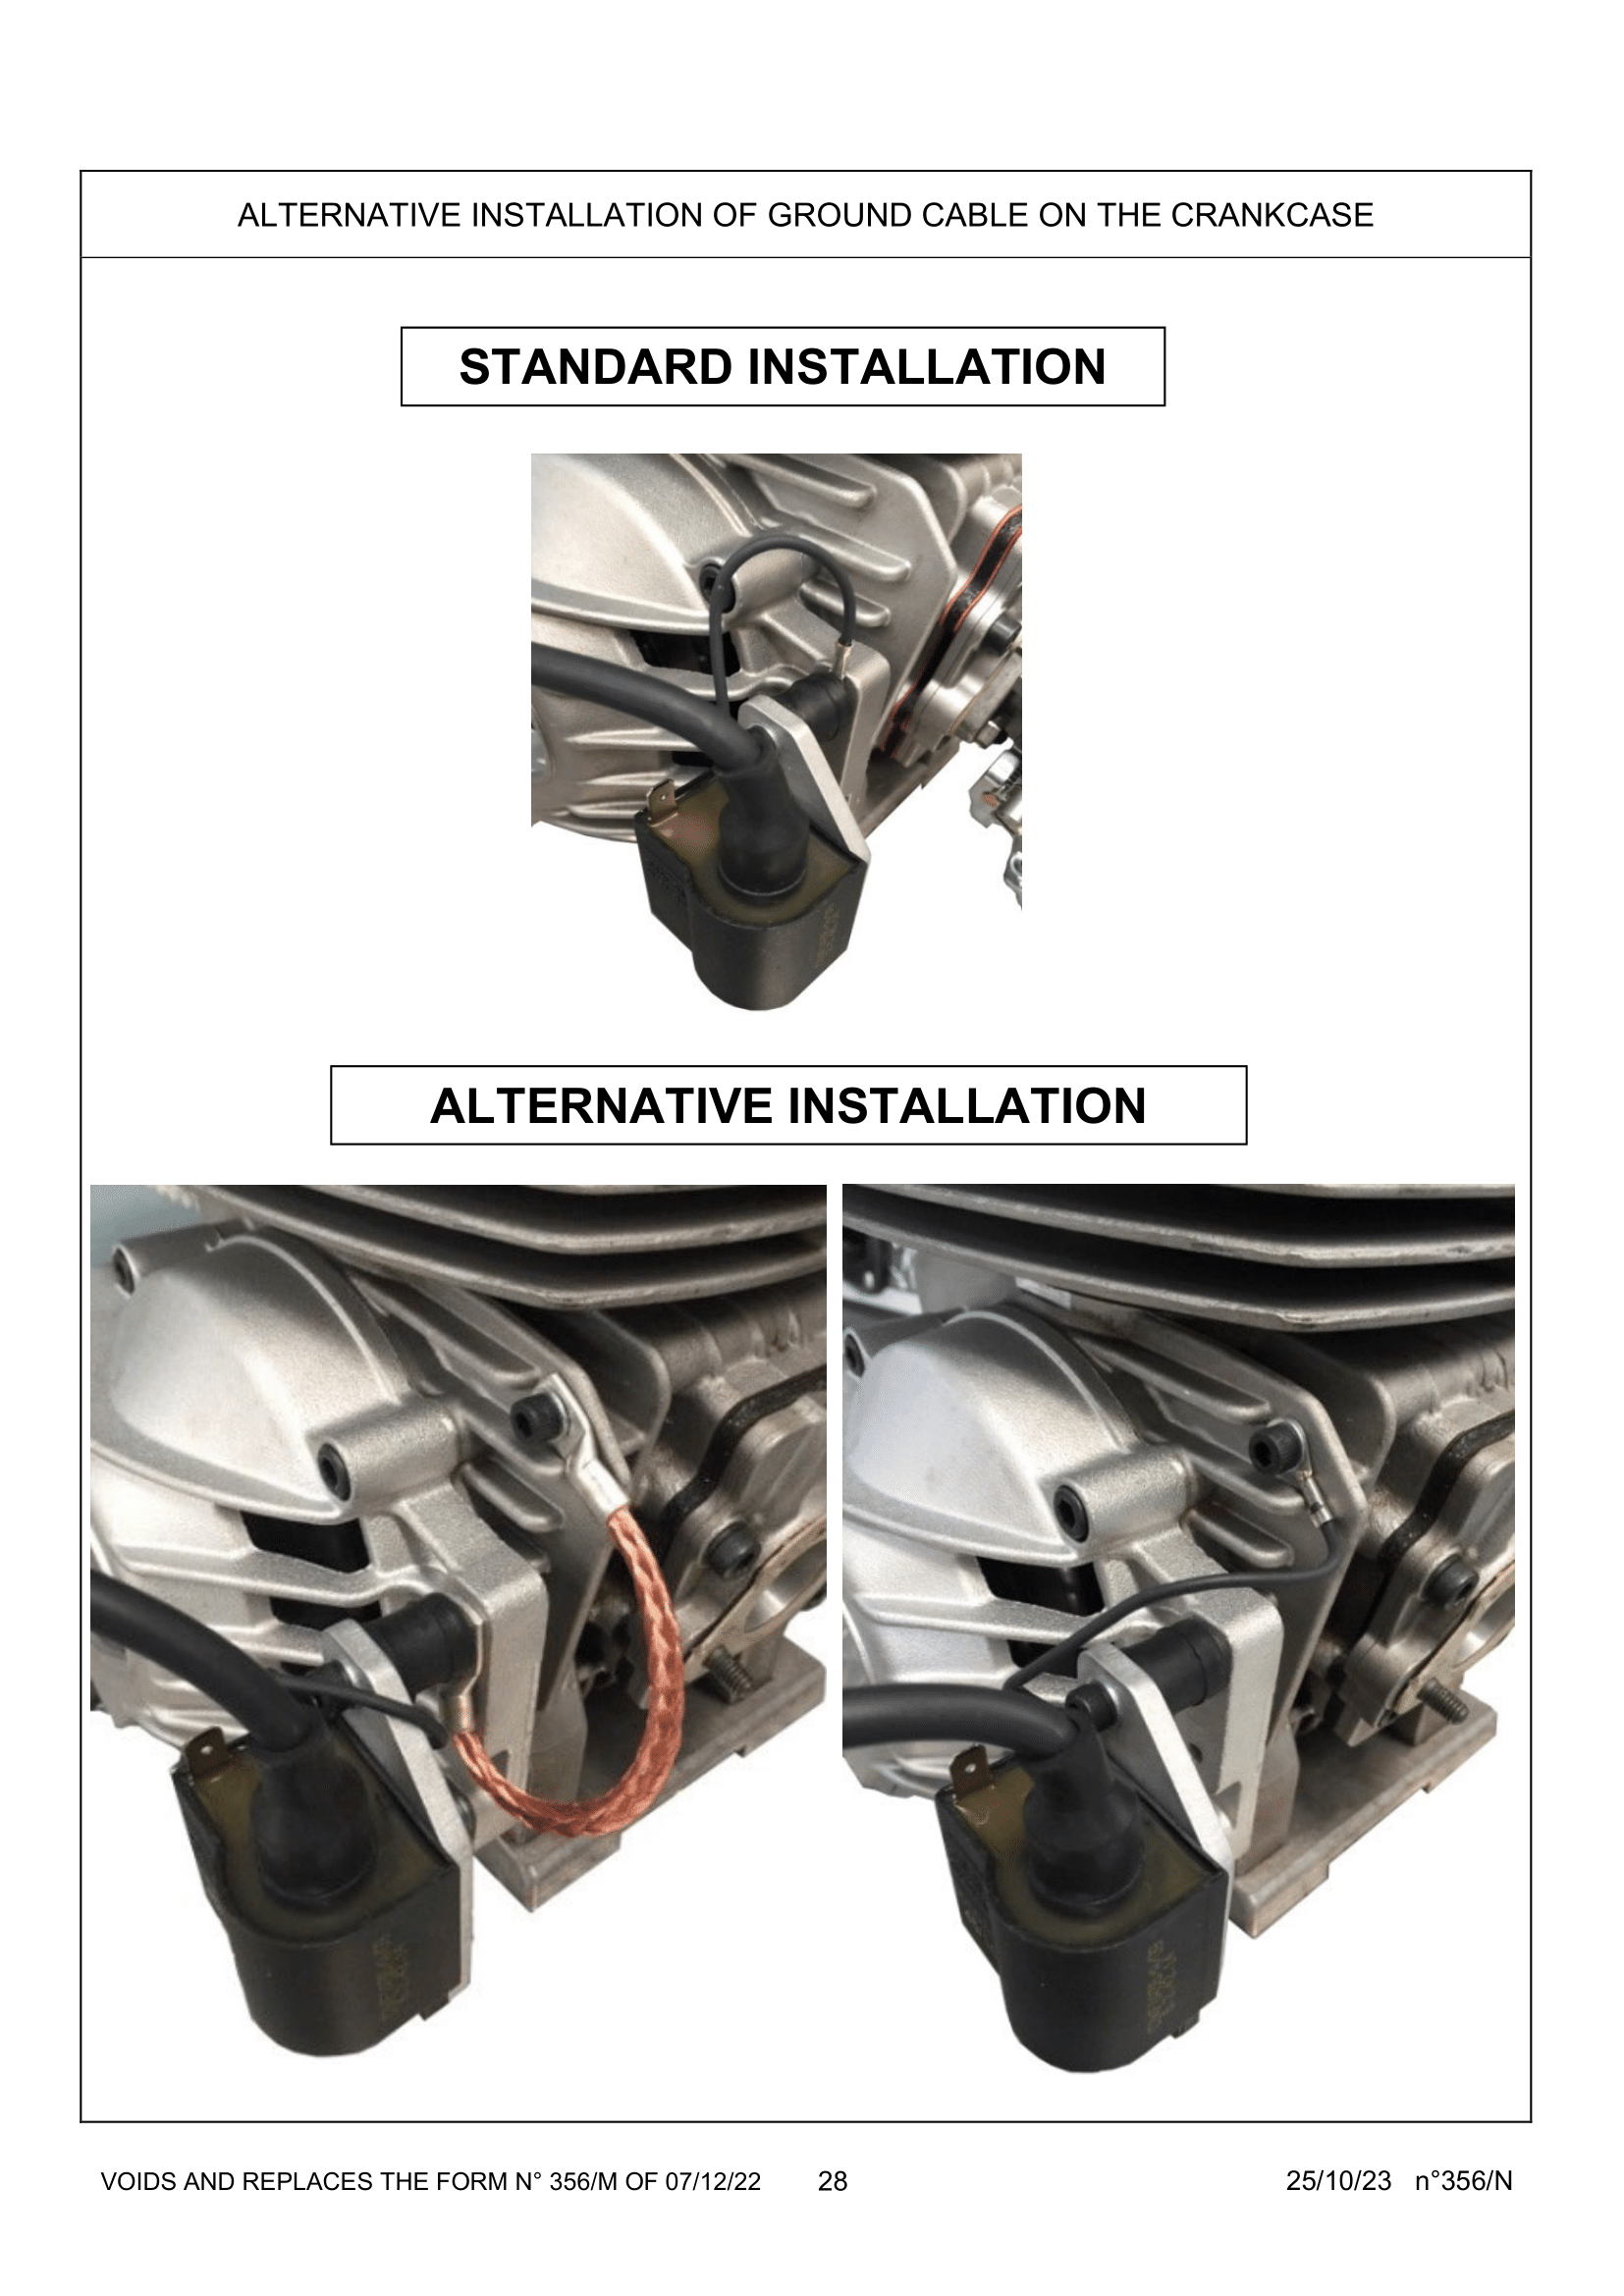 ALTERNATIVE INSTALLATION OF GROUND CABLE ON THE CRANKCASE
STANDARD INSTALLATION
ALTERNATIVE INSTALLATION
VOIDS AND REPLACES THE FORM N° 356/M OF 07/12/22 28 25/10/23 n°356/N